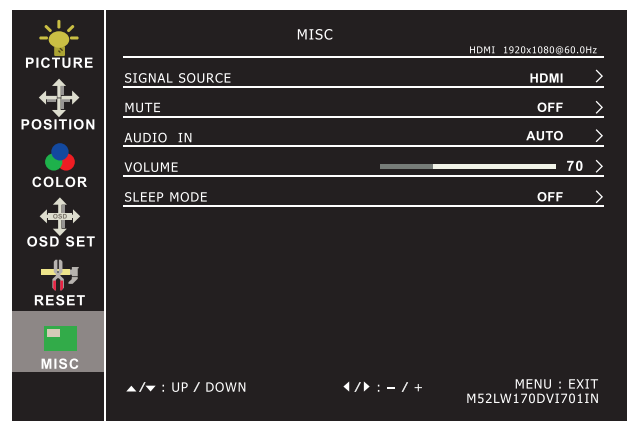 PICTURE
POSITION
COLOR
OSD
OSD SET
RESET
MISC
MISC
HDMI 1920x1080@60.0Hz
SIGNAL SOURCE HDMI >
MUTE OFF >
AUDIO IN AUTO >
VOLUME 70 >
SLEEP MODE OFF >
▲/▼ : UP / DOWN ◀/▶ : – / + MENU : EXIT
M52LW170DVI701IN